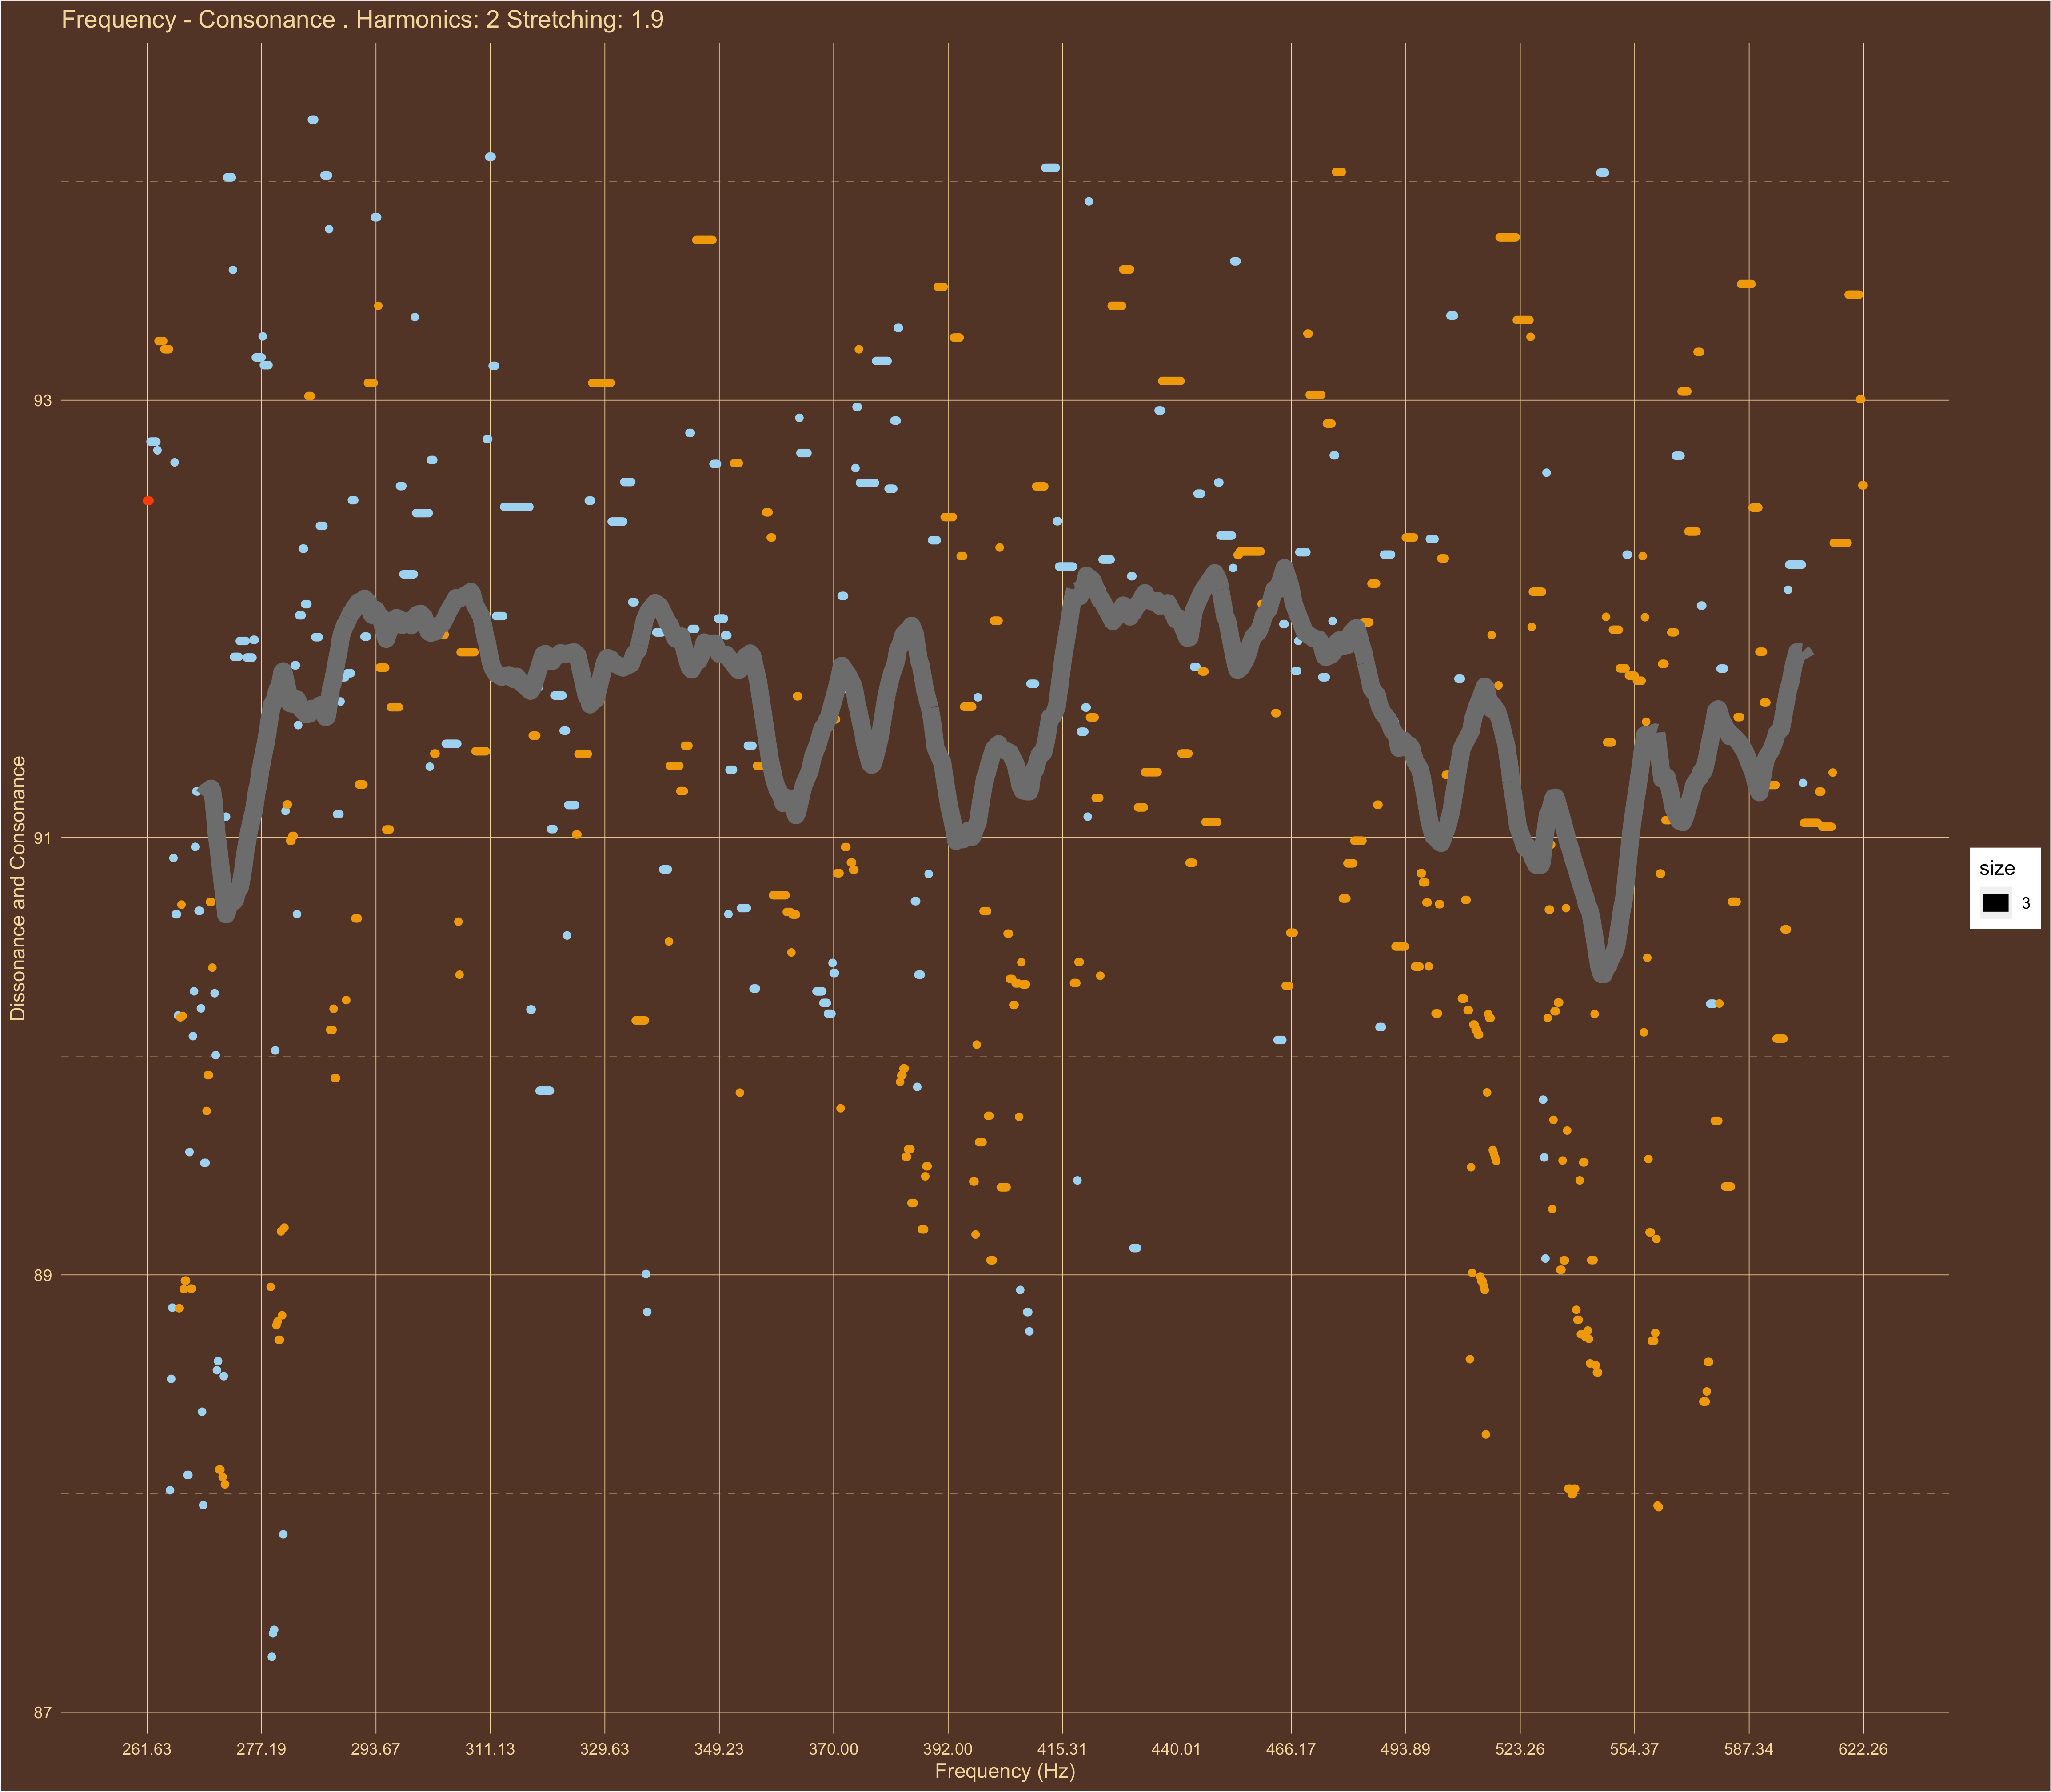 Frequency - Consonance . Harmonics: 2 Stretching: 1.9
Dissonance and Consonance
93
91
89
87
261.63 277.19 293.67 311.13 329.63 349.23 370.00 392.00 415.31 440.01 466.17 493.89 523.26 554.37 587.34 622.26
Frequency (Hz)
size
3